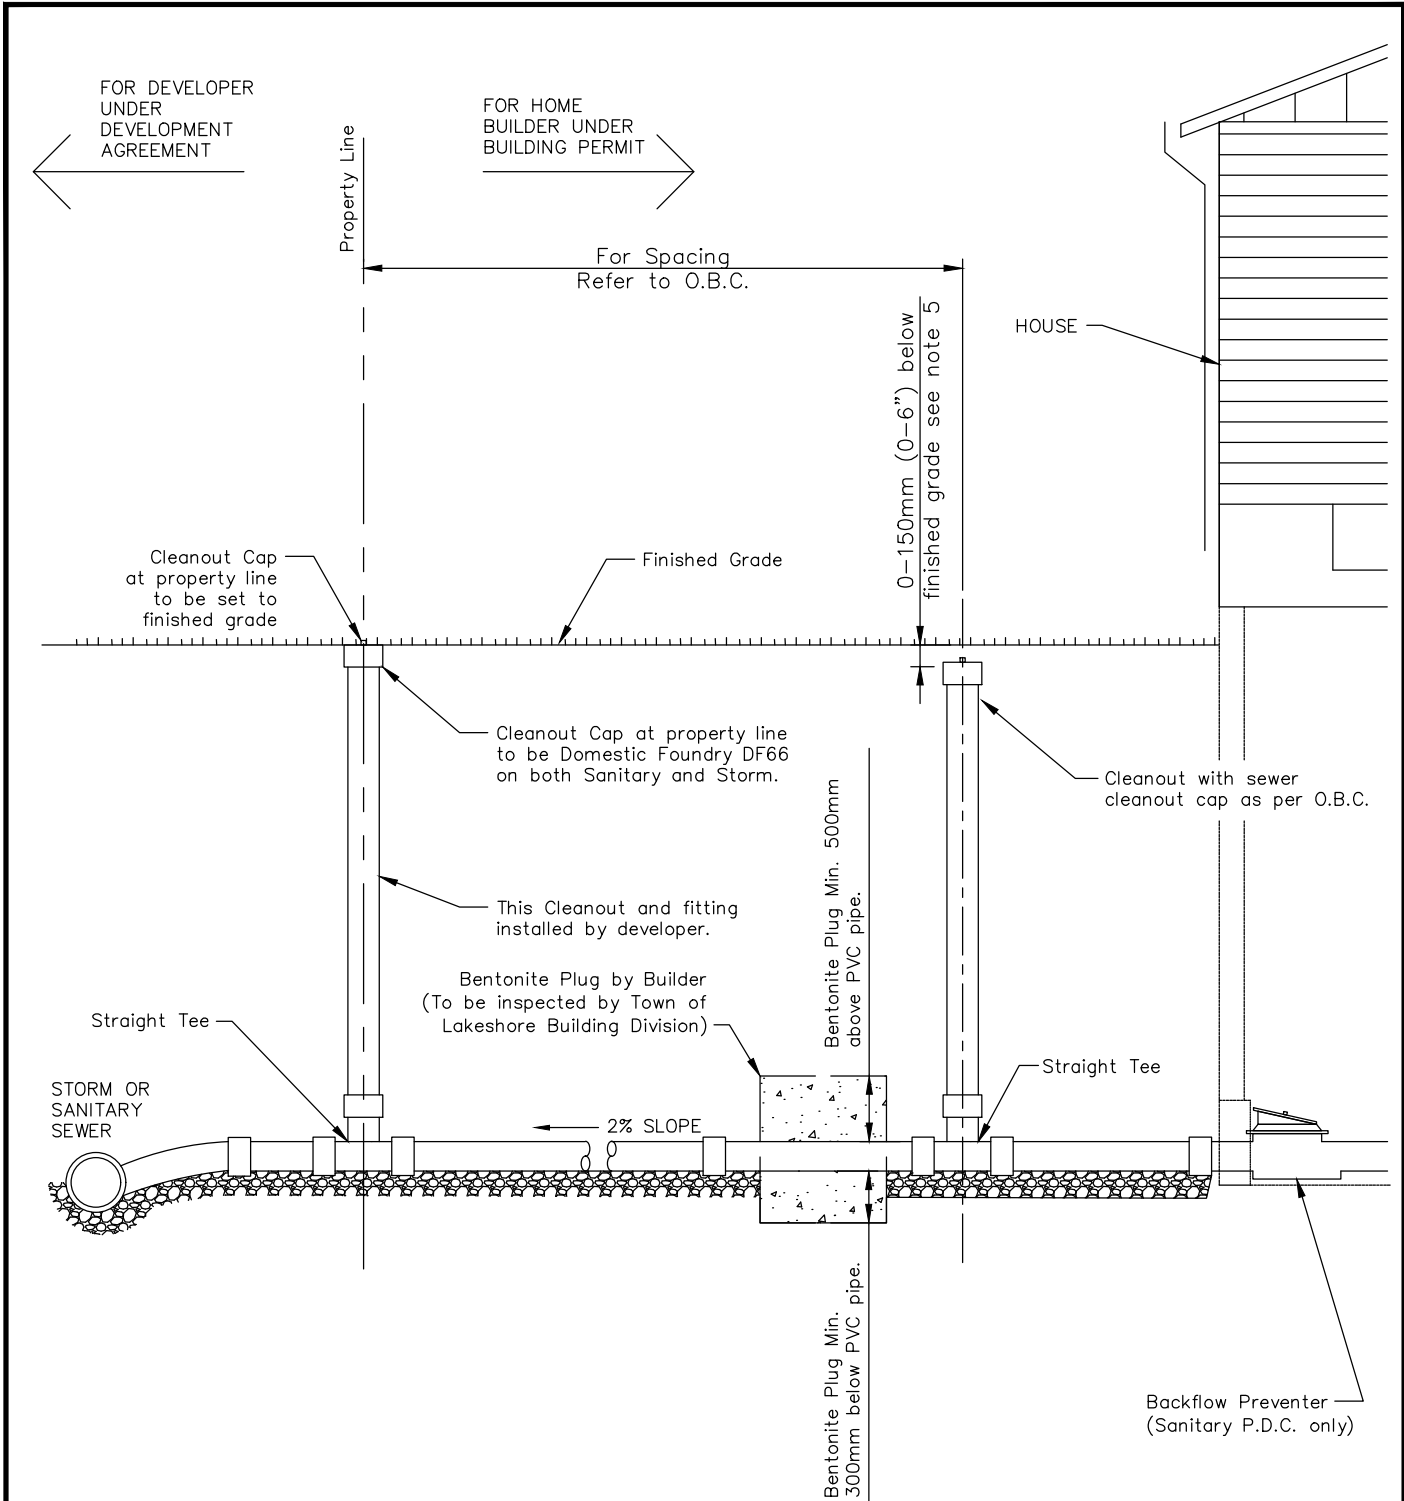 FOR DEVELOPER
UNDER
DEVELOPMENT
AGREEMENT
Property Line
FOR HOME
BUILDER UNDER
BUILDING PERMIT
For Spacing
Refer to O.B.C.
0-150mm (0-6") below
finished grade see note 5
HOUSE
Cleanout Cap
at property line
to be set to
finished grade
Finished Grade
Cleanout Cap at property line
to be Domestic Foundry DF66
on both Sanitary and Storm.
Cleanout with sewer
cleanout cap as per O.B.C.
Bentonite Plug Min. 500mm
above PVC pipe.
This Cleanout and fitting
installed by developer.
Bentonite Plug by Builder
(To be inspected by Town of
Lakeshore Building Division)
Straight Tee
Straight Tee
STORM OR
SANITARY
SEWER
2% SLOPE
Bentonite Plug Min.
300mm below PVC pipe.
Backflow Preventer
(Sanitary P.D.C. only)